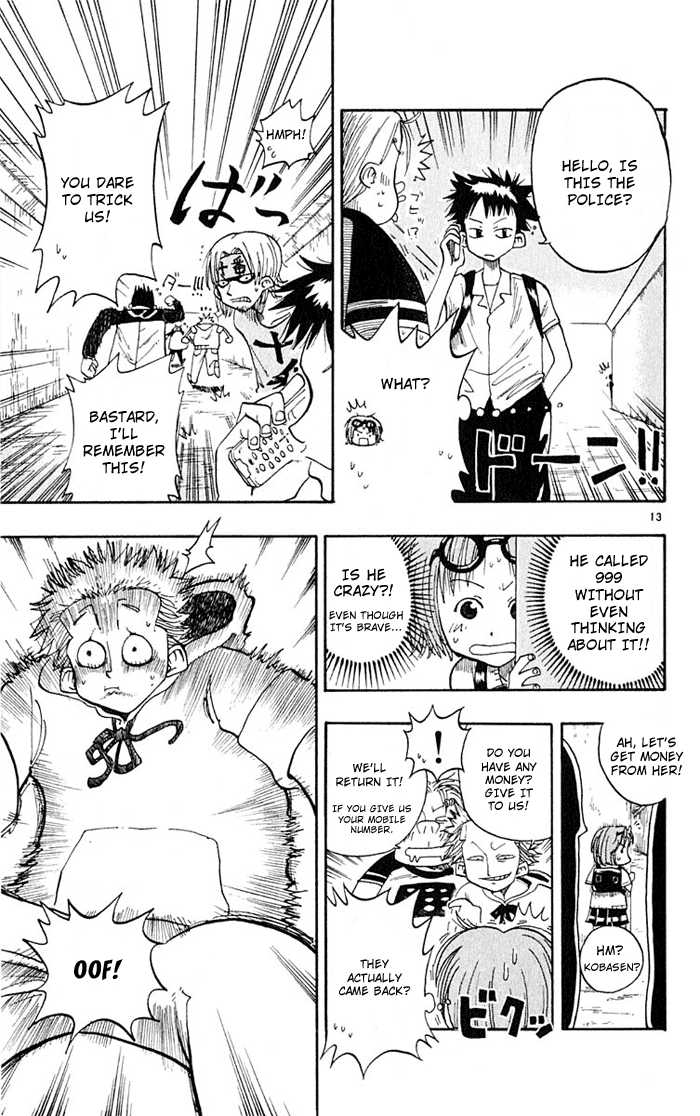 HELLO, IS
THIS THE
POLICE?
WHAT?
ドーン!!
HMPH!
YOU DARE
TO TRICK
US!
ばっ
BASTARD,
I'LL
REMEMBER
THIS!
13
HE CALLED
999
WITHOUT
EVEN
THINKING
ABOUT IT!!
IS HE
CRAZY?!
EVEN THOUGH
IT'S BRAVE...
AH, LET'S
GET MONEY
FROM HER!
HM?
KOBASEN?
DO YOU
HAVE ANY
MONEY?
GIVE IT
TO US!
!
WE'LL
RETURN IT!
IF YOU GIVE US
YOUR MOBILE
NUMBER.
THEY
ACTUALLY
CAME BACK?
ビクッ
OOF!